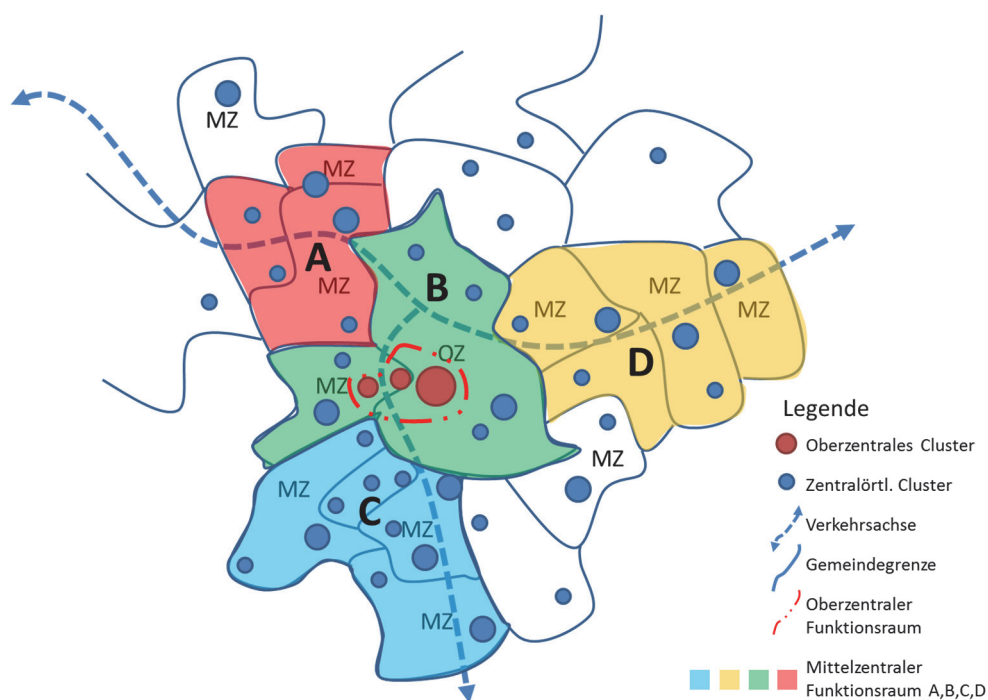 MZ
MZ
A
MZ
B
MZ
MZ
MZ
D
OZ
MZ
MZ
MZ
C
MZ
MZ
Legende
Oberzentrales Cluster
Zentralörtl. Cluster
Verkehrsachse
Gemeindegrenze
Oberzentraler
Funktionsraum
Mittelzentraler
Funktionsraum A,B,C,D